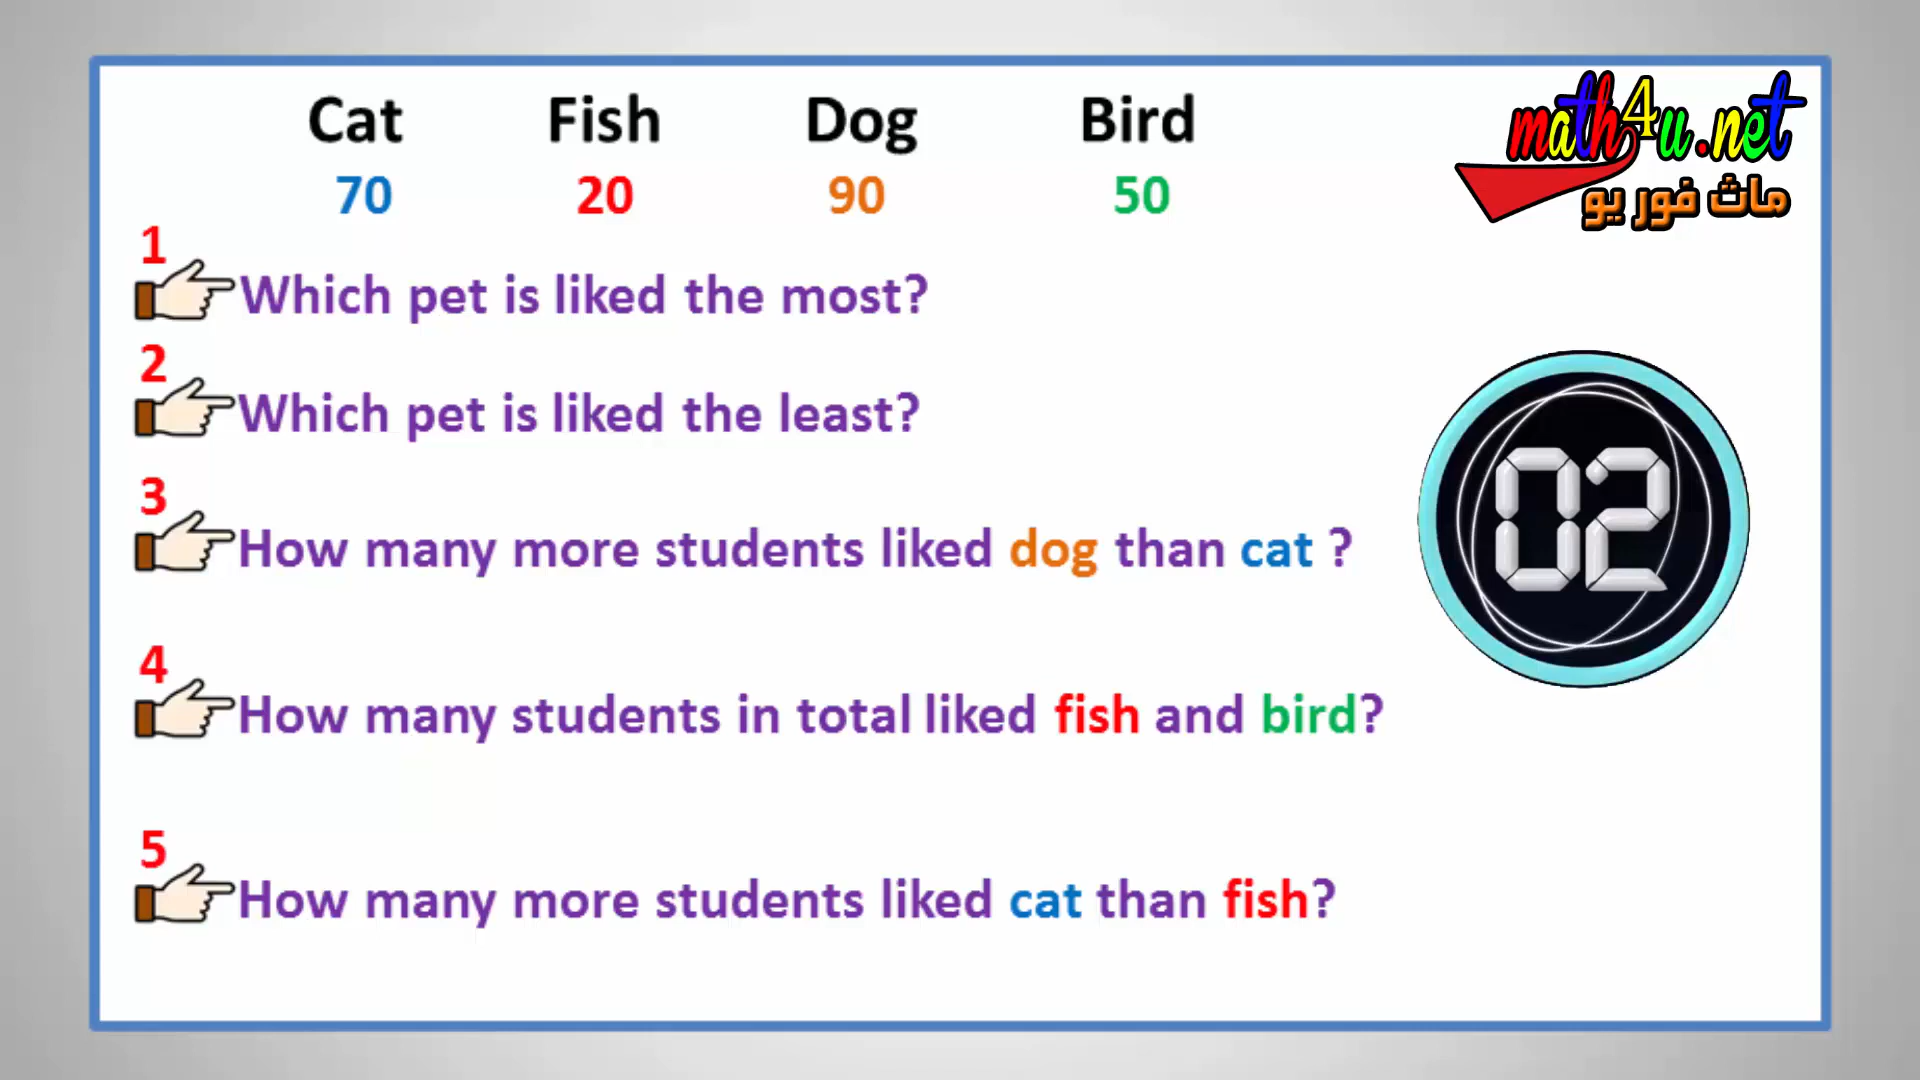 Cat Fish Dog Bird
70 20 90 50
math4u.net
ماث فور يو
1
Which pet is liked the most?
2
Which pet is liked the least?
3
How many more students liked dog than cat ?
02
4
How many students in total liked fish and bird?
5
How many more students liked cat than fish?